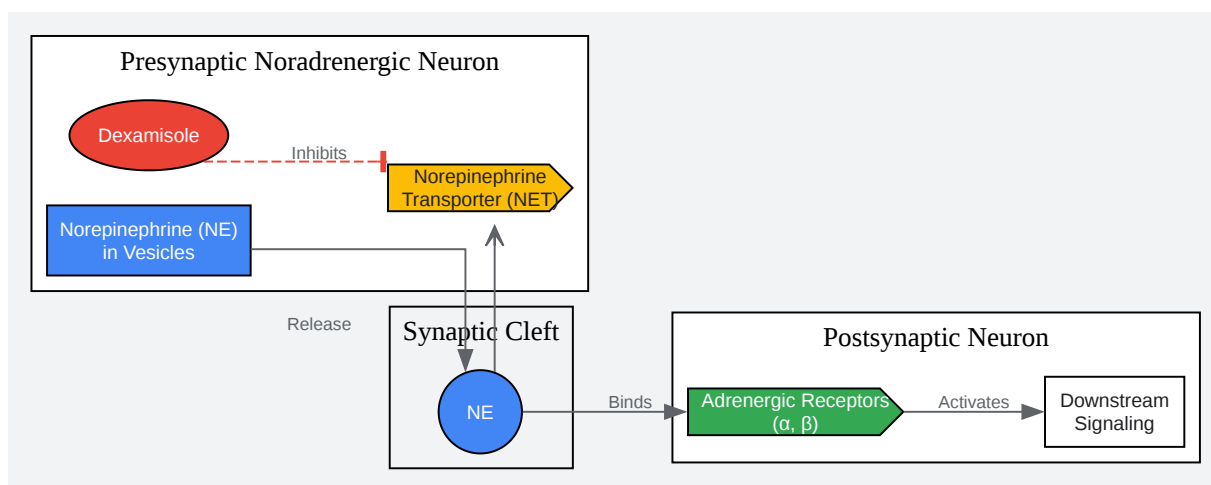 Presynaptic Noradrenergic Neuron
Dexamisole
Inhibits
Norepinephrine
Transporter (NET)
Norepinephrine (NE)
in Vesicles
Release
Synaptic Cleft
NE
Binds
Postsynaptic Neuron
Adrenergic Receptors
(α, β)
Activates
Downstream
Signaling